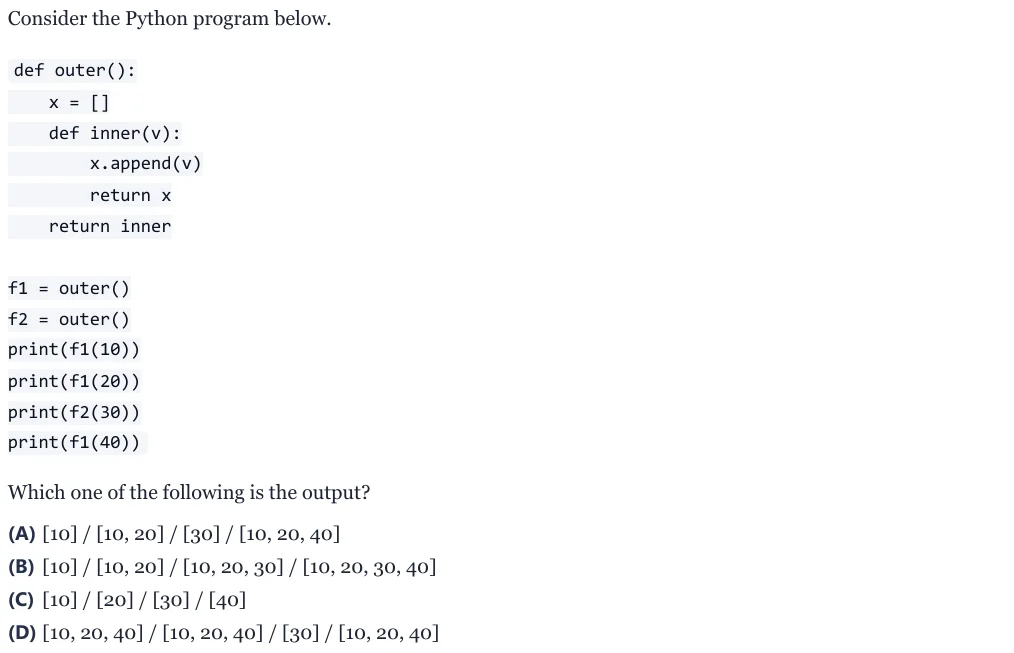 Consider the Python program below.
def outer():
    x = []
    def inner(v):
        x.append(v)
        return x
    return inner
f1 = outer()
f2 = outer()
print(f1(10))
print(f1(20))
print(f2(30))
print(f1(40))
Which one of the following is the output?
(A) [10] / [10, 20] / [30] / [10, 20, 40]
(B) [10] / [10, 20] / [10, 20, 30] / [10, 20, 30, 40]
(C) [10] / [20] / [30] / [40]
(D) [10, 20, 40] / [10, 20, 40] / [30] / [10, 20, 40]